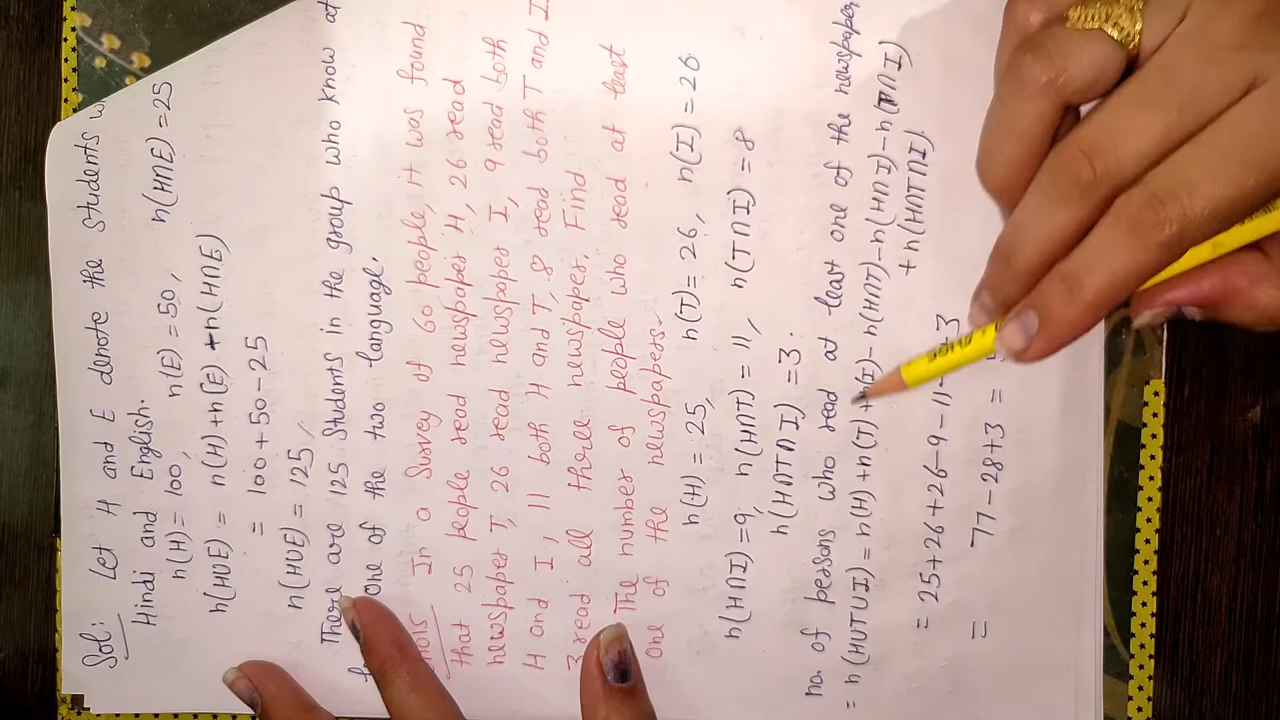 Sol: Let H and E denote the students
Hindi and English.
n(H) = 100, n(E) = 50, n(H∩E) = 25
n(H∪E) = n(H) + n(E) + n(H∩E)
= 100 + 50 - 25
n(H∪E) = 125,
There are 125 students in the group who know at
one of the two language.
In a Survey of 60 people, it was found
that 25 people read newspaper H, 26 read
newspaper T, 26 read newspaper I, 9 read both
H and I, 11 both H and T, 8 read both T and I
3 read all three newspaper. Find
The number of people who read at least
one of the newspapers.
n(H) = 25, n(T) = 26, n(I) = 26
n(H∩I) = 9, n(H∩T) = 11, n(T∩I) = 8
n(H∩T∩I) = 3.
no. of persons who read at least one of the newspaper
= n(H∪T∪I) = n(H) + n(T) + n(I) - n(H∩T) - n(H∩I) - n(T∩I)
+ n(H∩T∩I)
= 25 + 26 + 26 - 9 - 11 - 3
= 77 - 28 + 3 =